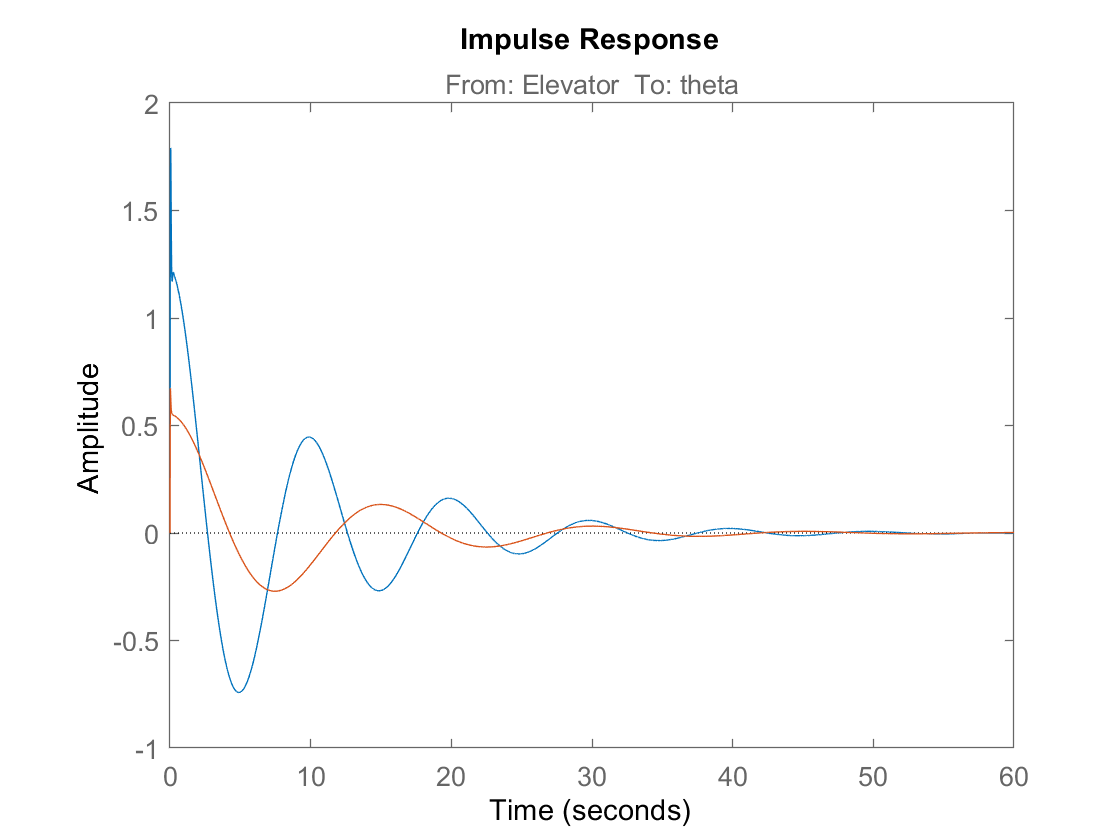 Impulse Response
From: Elevator  To: theta
2
1.5
1
0.5
0
-0.5
-1
Amplitude
0 10 20 30 40 50 60
Time (seconds)